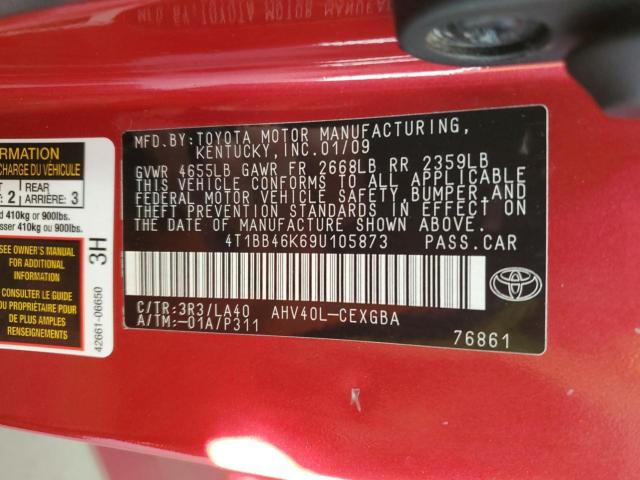 MFD.BY:TOYOTA MOTOR MANUFACTURING,
KENTUCKY, INC.01/09
GVWR 4655LB GAWR FR 2668LB RR 2359LB
THIS VEHICLE CONFORMS TO ALL APPLICABLE
FEDERAL MOTOR VEHICLE SAFETY,BUMPER,AND
THEFT PREVENTION STANDARDS IN EFFECT ON
THE DATE OF MANUFACTURE SHOWN ABOVE.
4T1BB46K69U105873 PASS.CAR
C/TR:3R3/LA40 AHV40L-CEXGBA
A/TM:-01A/P311
76861
TOYOTA
ORMATION
CHARGE DU VÉHICULE
2 REAR
ARRIÈRE: 3
ed 410kg or 900lbs.
sser 410kg ou 900lbs.
SEE OWNER'S MANUAL
FOR ADDITIONAL
INFORMATION
CONSULTER LE GUIDE
DU PROPRIÉTAIRE POUR
DE PLUS AMPLES
RENSEIGNEMENTS
3H
42661-06650